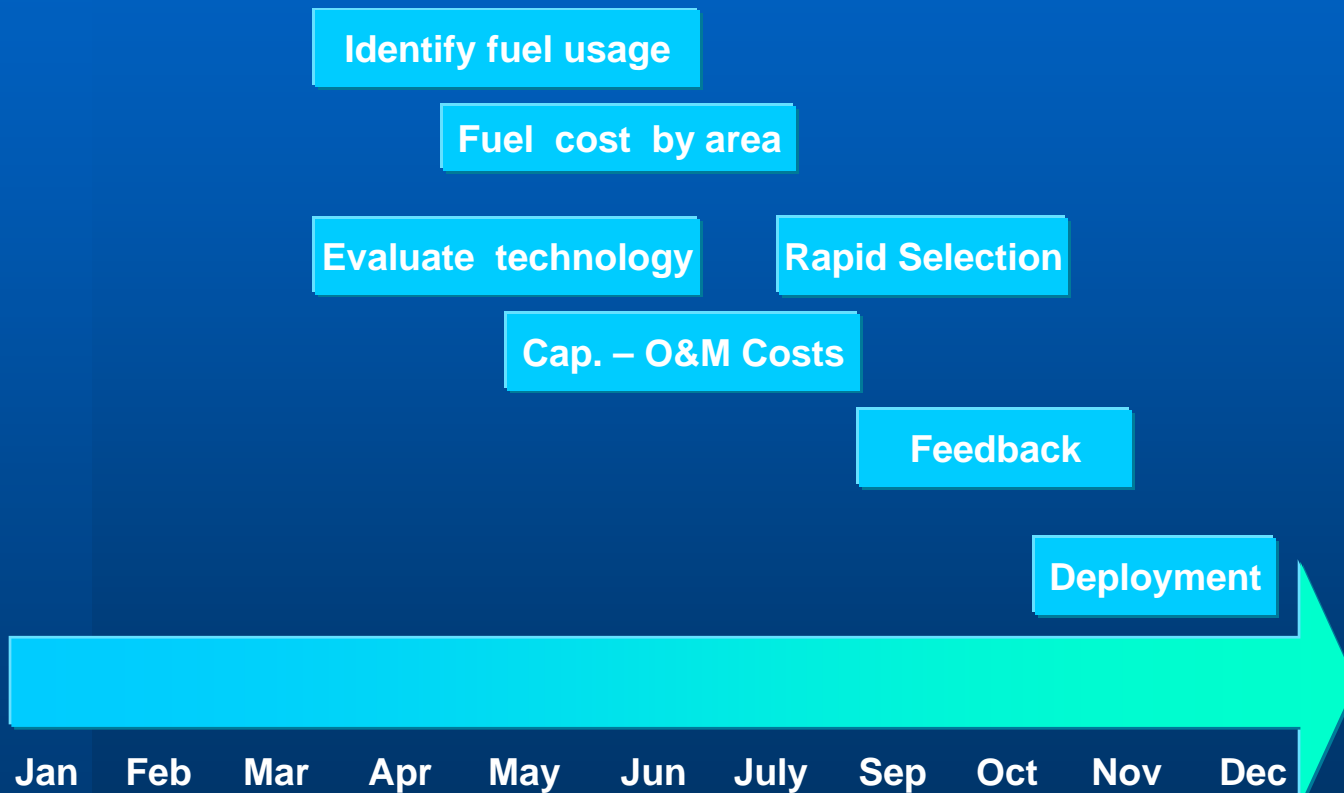 Identify fuel usage
Fuel cost by area
Evaluate technology
Rapid Selection
Cap. – O&M Costs
Feedback
Deployment
Jan Feb Mar Apr May Jun July Sep Oct Nov Dec